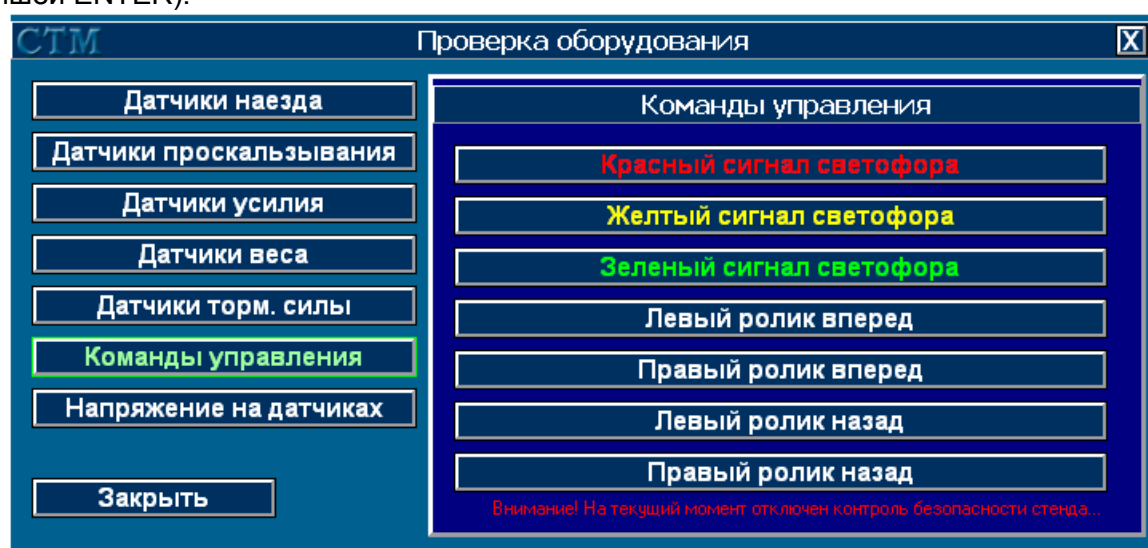 ENTER).
СТМ
Проверка оборудования
X
Датчики наезда
Датчики проскальзывания
Датчики усилия
Датчики веса
Датчики торм. силы
Команды управления
Напряжение на датчиках
Закрыть
Команды управления
Красный сигнал светофора
Желтый сигнал светофора
Зеленый сигнал светофора
Левый ролик вперед
Правый ролик вперед
Левый ролик назад
Правый ролик назад
Внимание! На текущий момент отключен контроль безопасности стенда...